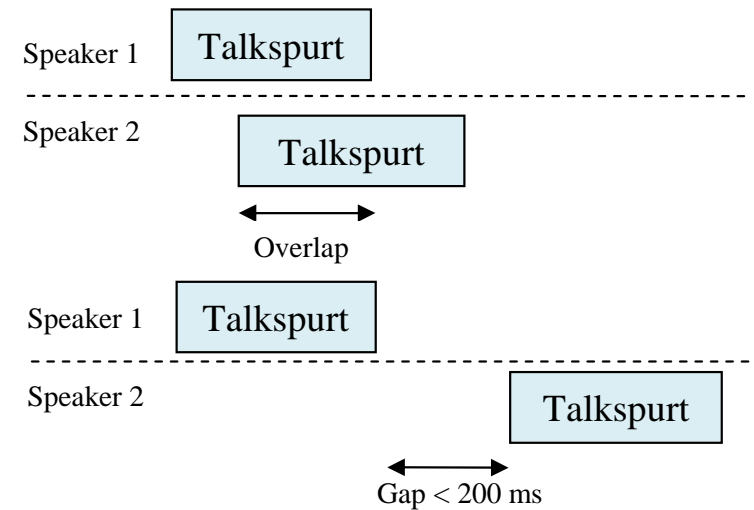 Speaker 1
Talkspurt
Speaker 2
Talkspurt
Overlap
Speaker 1
Talkspurt
Speaker 2
Talkspurt
Gap < 200 ms